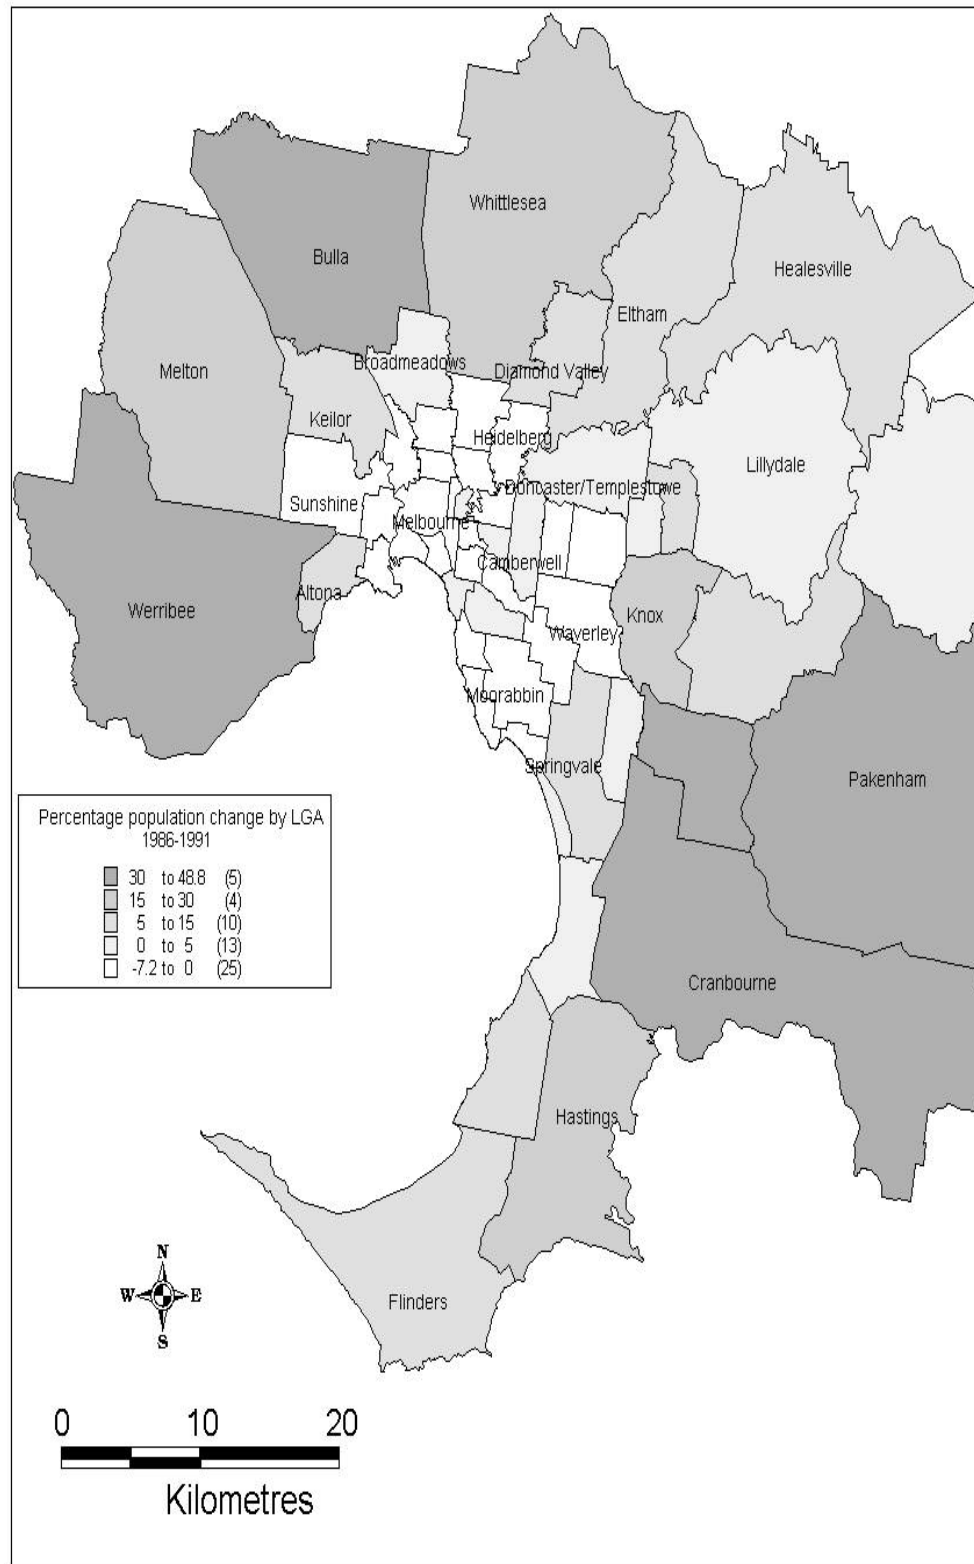 Whittlesea
Bulla
Healesville
Eltham
Broadmeadows
Melton
Diamond Valley
Keilor
Heidelberg
Lillydale
Doncaster/Templestowe
Sunshine
Melbourne
Camberwell
Altona
Werribee
Knox
Waverley
Moorabbin
Springvale
Pakenham
Percentage population change by LGA
1986-1991
30 to 48.8 (5)
15 to 30 (4)
5 to 15 (10)
0 to 5 (13)
-7.2 to 0 (25)
Cranbourne
Hastings
Flinders
N
W E
S
0 10 20
Kilometres